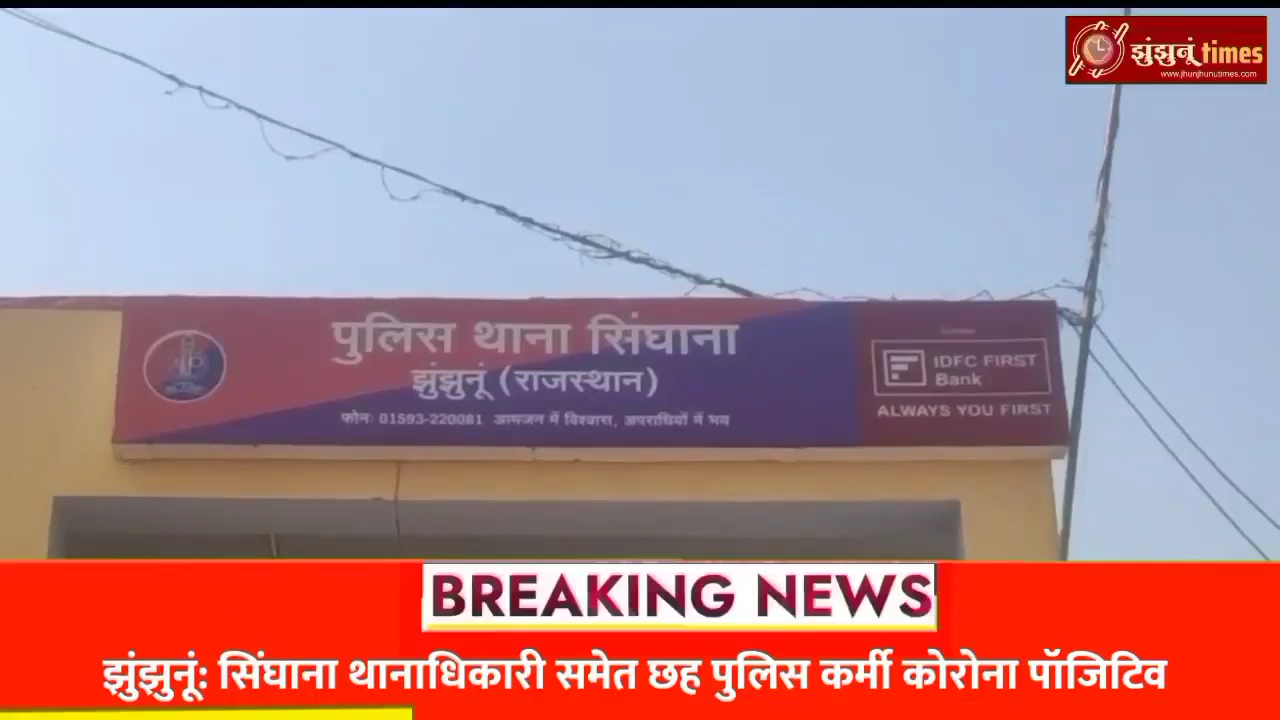 झुंझुनूं times
www.jhunjhunutimes.com
पुलिस थाना सिंघाना
झुंझुनूं (राजस्थान)
फोन: 01593-220081 आमजन में विश्वास, अपराधियों में भय
IDFC FIRST
Bank
ALWAYS YOU FIRST
BREAKING NEWS
झुंझुनूं: सिंघाना थानाधिकारी समेत छह पुलिस कर्मी कोरोना पॉजिटिव